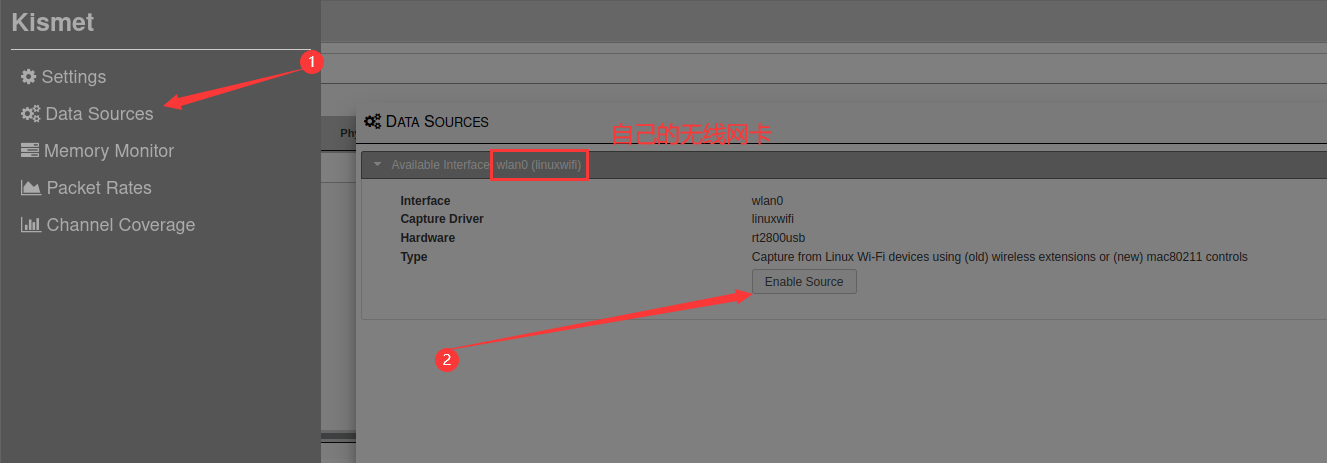 Kismet
1
Settings
Data Sources
Memory Monitor
Packet Rates
Channel Coverage
Phy
DATA SOURCES
自己的无线网卡
Available Interface: wlan0 (linuxwifi)
Interface wlan0
Capture Driver linuxwifi
Hardware rt2800usb
Type Capture from Linux Wi-Fi devices using (old) wireless extensions or (new) mac80211 controls
Enable Source
2